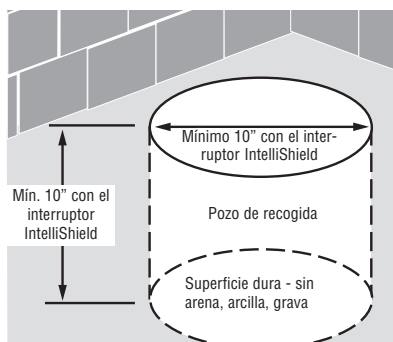 Mínimo 10” con el inter-
ruptor IntelliShield
Mín. 10” con el
interruptor
IntelliShield
Pozo de recogida
Superficie dura - sin
arena, arcilla, grava